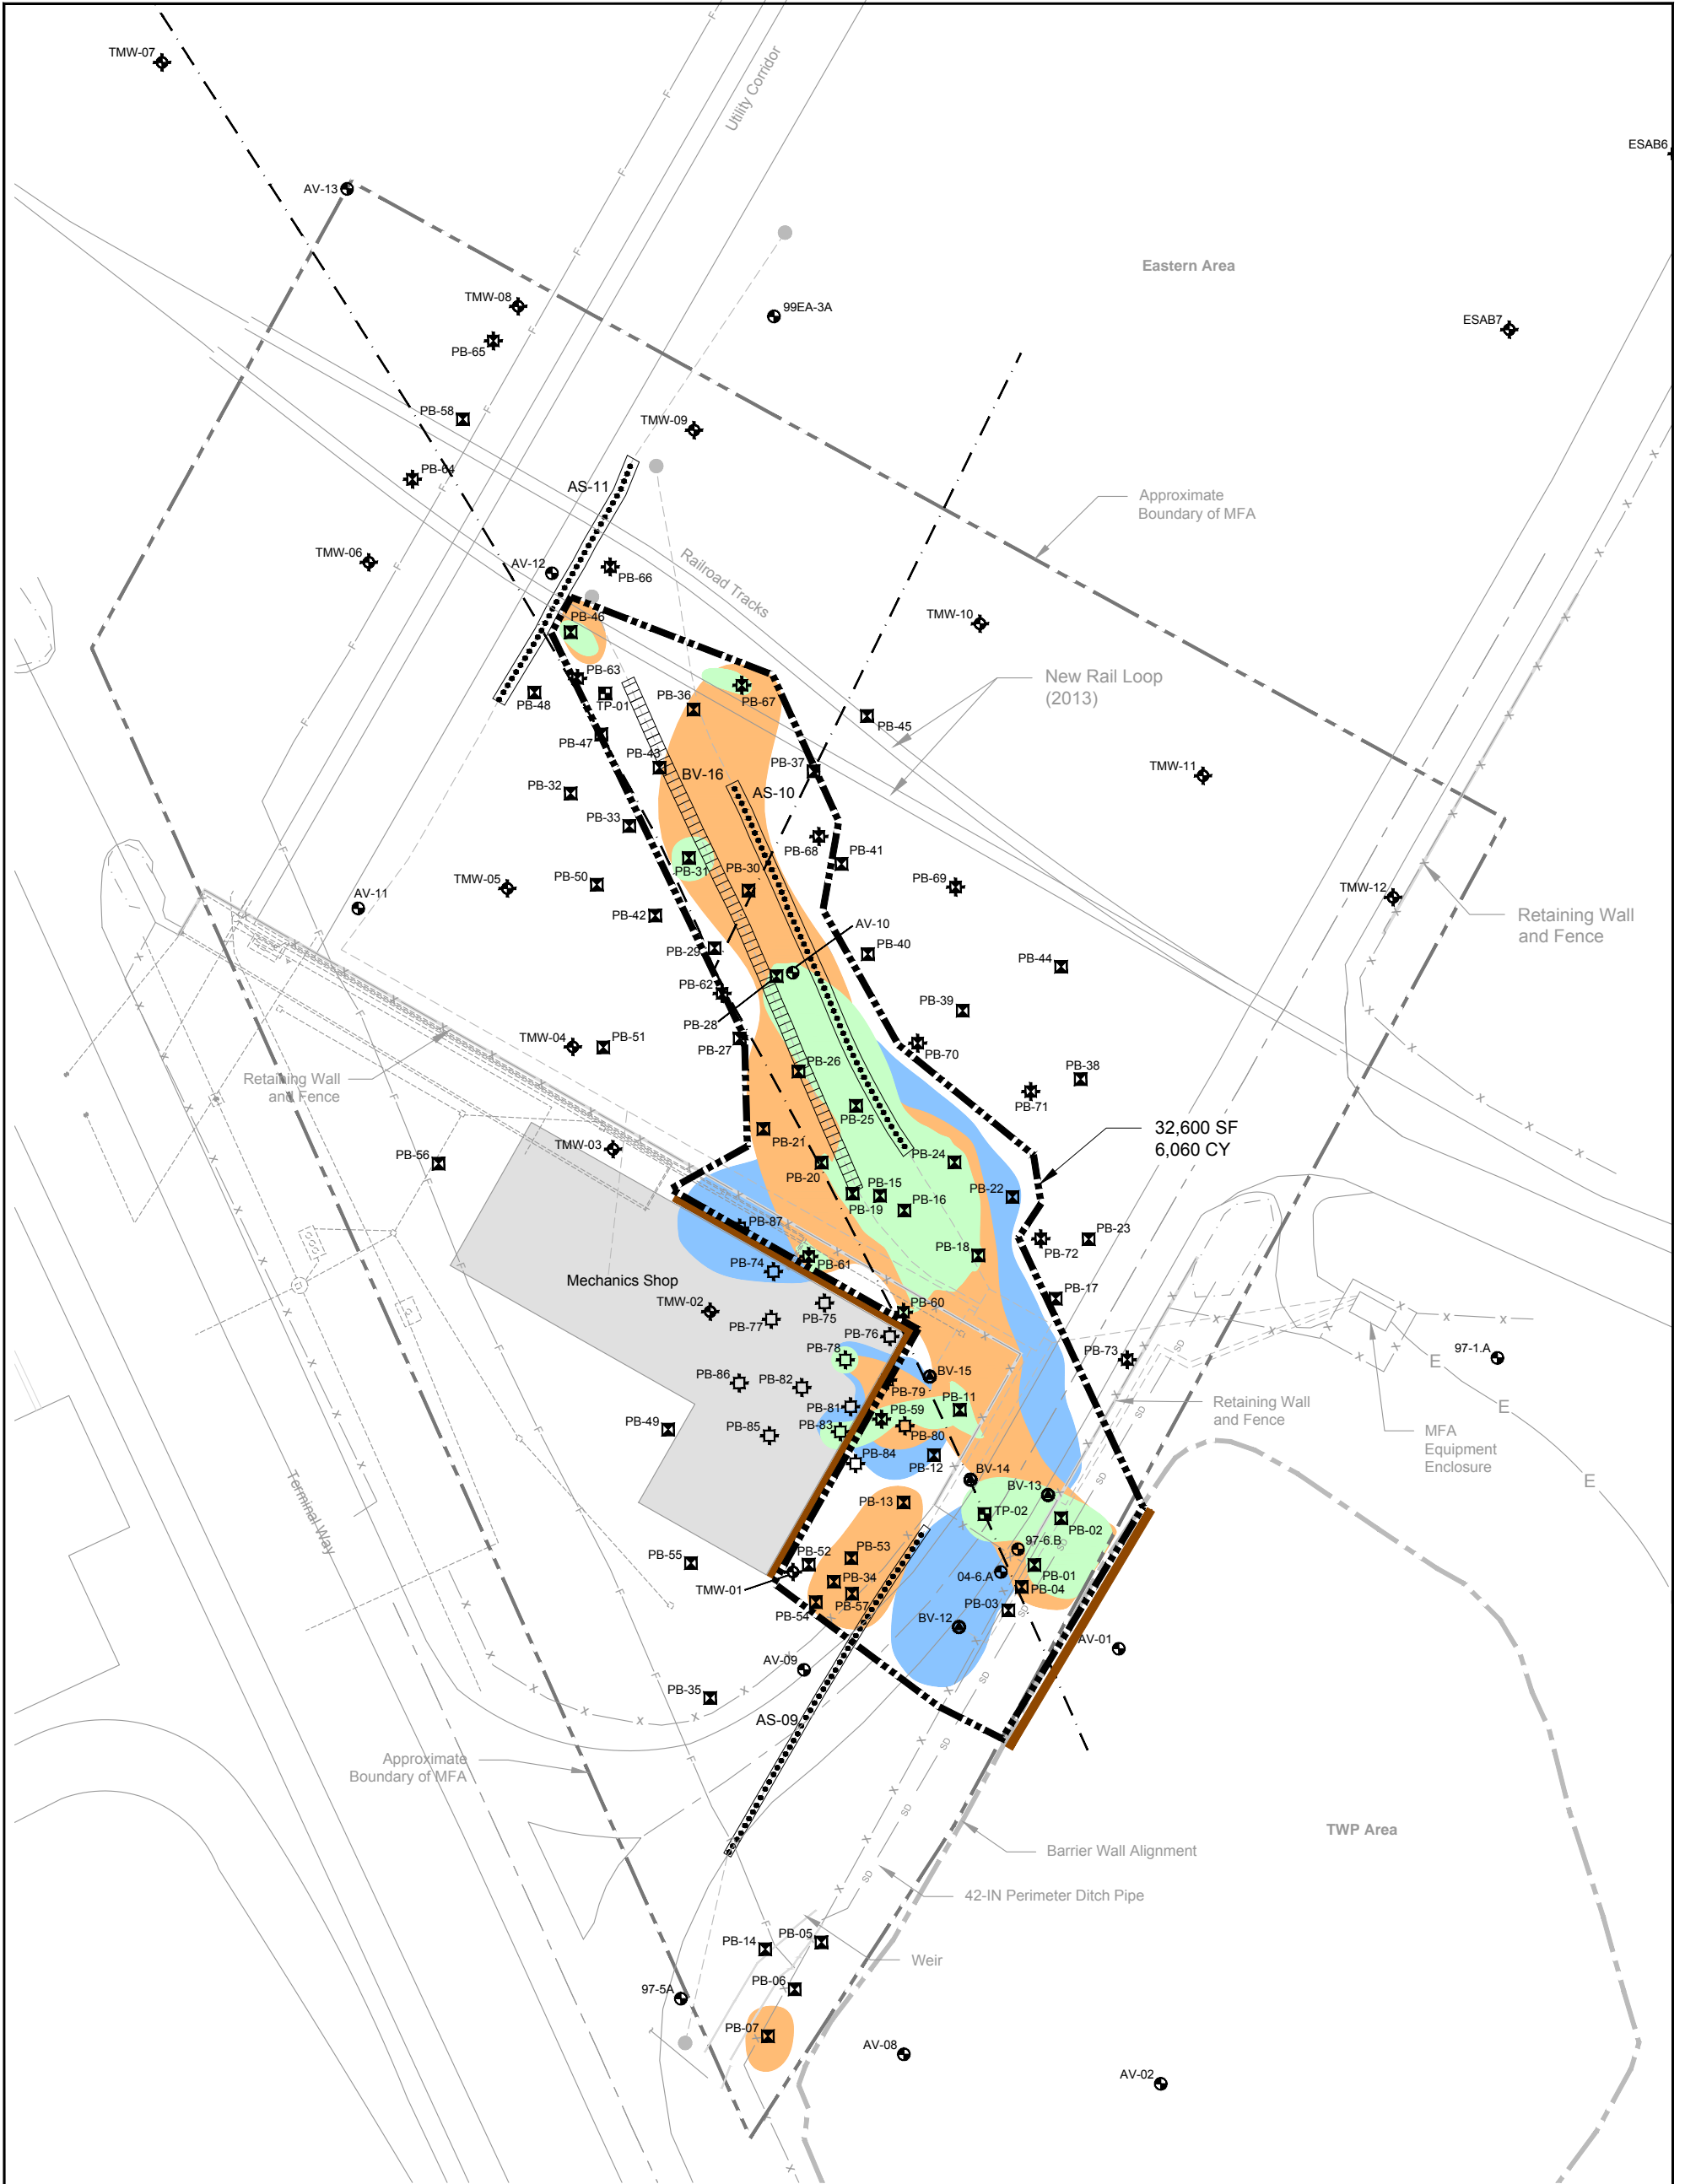 TMW-07
Utility Corridor
ESAB6
AV-13
Eastern Area
TMW-08
99EA-3A
ESAB7
PB-65
PB-58
TMW-09
PB-64
AS-11
Approximate
Boundary of MFA
TMW-06
AV-12
PB-66
Railroad Tracks
PB-46
TMW-10
PB-63
New Rail Loop
(2013)
PB-48
TP-01
PB-36
PB-67
PB-45
PB-47
PB-43
BV-16
PB-37
TMW-11
PB-32
AS-10
PB-33
PB-68
PB-41
PB-31
PB-30
PB-69
TMW-05
PB-50
TMW-12
AV-11
PB-42
AV-10
Retaining Wall
and Fence
PB-29
PB-40
PB-44
PB-62
PB-28
PB-39
TMW-04
PB-51
PB-27
PB-70
Retaining Wall
and Fence
PB-26
PB-38
PB-25
PB-71
32,600 SF
6,060 CY
PB-21
TMW-03
PB-56
PB-20
PB-24
PB-15
PB-22
PB-19
PB-16
PB-87
PB-23
PB-18
PB-72
PB-74
PB-61
Mechanics Shop
PB-17
TMW-02
PB-60
PB-77
PB-75
PB-76
PB-78
PB-73
97-1.A
BV-15
PB-86
PB-82
PB-79
PB-11
Retaining Wall
and Fence
PB-81
PB-59
PB-49
PB-85
PB-83
PB-80
MFA
Equipment
Enclosure
PB-84
PB-12
BV-14
BV-13
Terminal Way
PB-13
TP-02
PB-02
97-6.B
PB-55
PB-52
PB-53
PB-01
04-6.A
TMW-01
PB-34
PB-04
PB-57
PB-54
PB-03
BV-12
AV-01
AV-09
PB-35
AS-09
Approximate
Boundary of MFA
TWP Area
Barrier Wall Alignment
42-IN Perimeter Ditch Pipe
PB-14
PB-05
Weir
PB-06
97-5A
PB-07
AV-08
AV-02
F
F
F
F
F
F
E
E
E
E
SD
SD
SD
SD
SD
X
X
X
X
X